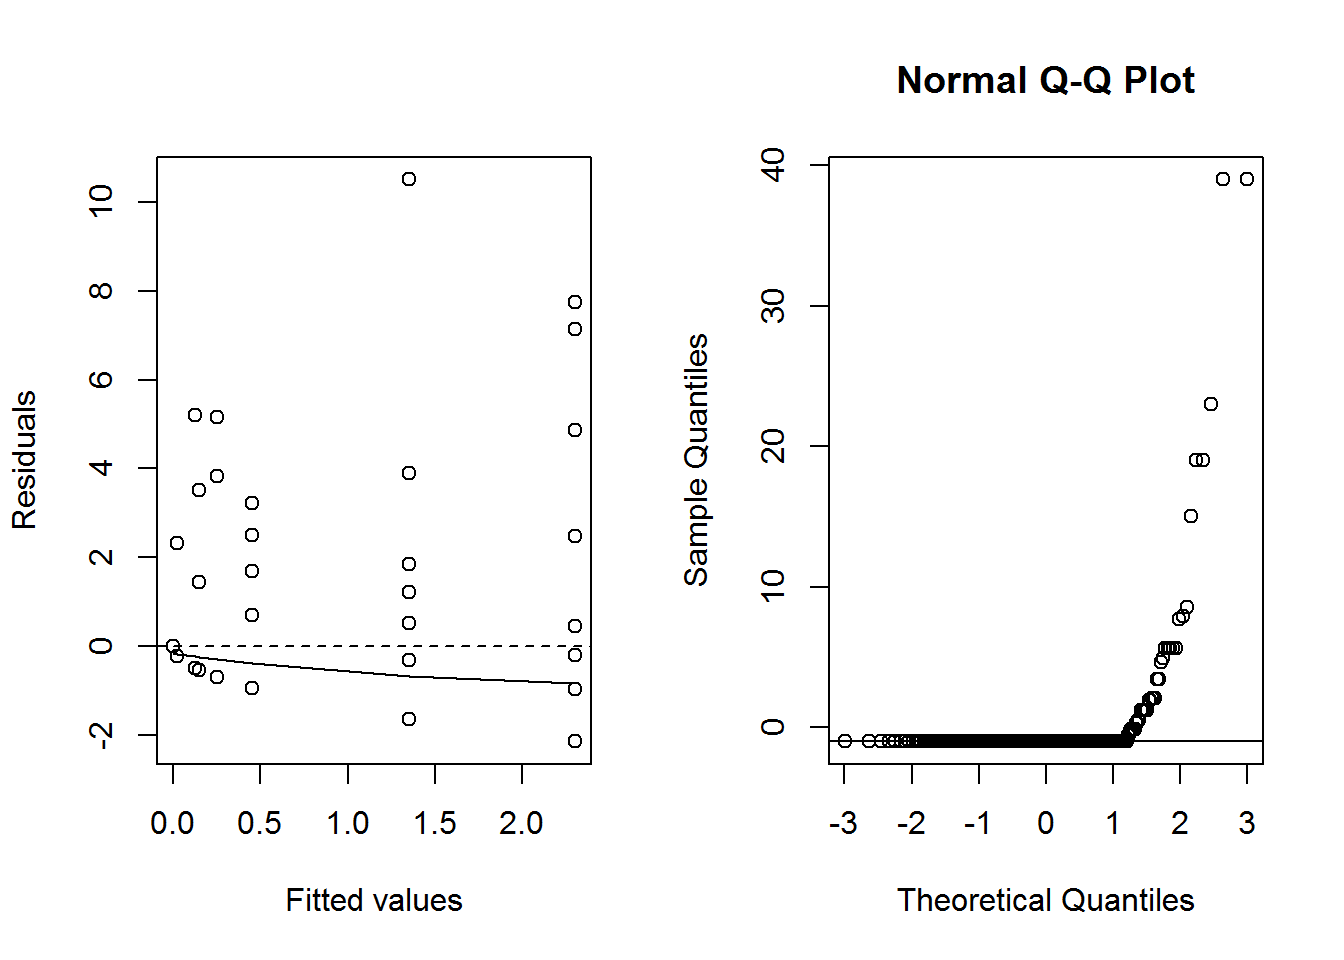 Normal Q-Q Plot
Residuals
10
8
6
4
2
0
-2
0.0 0.5 1.0 1.5 2.0
Fitted values
Sample Quantiles
40
30
20
10
0
-3 -2 -1 0 1 2 3
Theoretical Quantiles